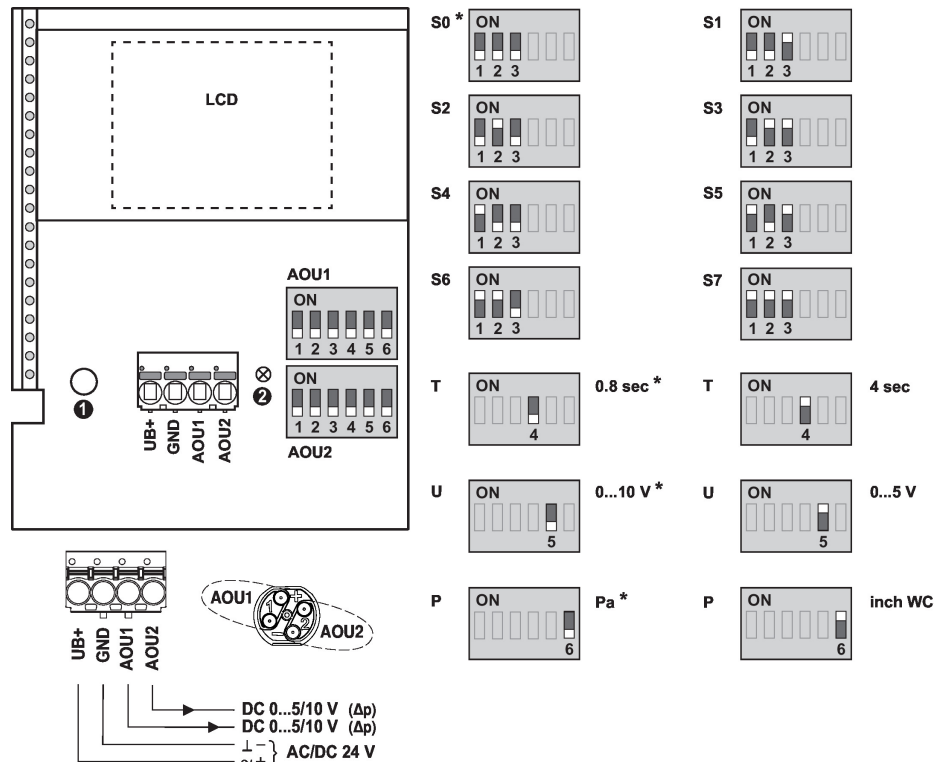 LCD
AOU1
ON
1 2 3 4 5 6
ON
1 2 3 4 5 6
AOU2
❶
❷
UB+
GND
AOU1
AOU2
UB+
GND
AOU1
AOU2
AOU1
1
+
2
−
AOU2
DC 0...5/10 V (Δp)
DC 0...5/10 V (Δp)
⊥ − } AC/DC 24 V
~/+
S0 *
ON
1 2 3
S1
ON
1 2 3
S2
ON
1 2 3
S3
ON
1 2 3
S4
ON
1 2 3
S5
ON
1 2 3
S6
ON
1 2 3
S7
ON
1 2 3
T
ON
4
0.8 sec *
T
ON
4
4 sec
U
ON
5
0...10 V *
U
ON
5
0...5 V
P
ON
6
Pa *
P
ON
6
inch WC